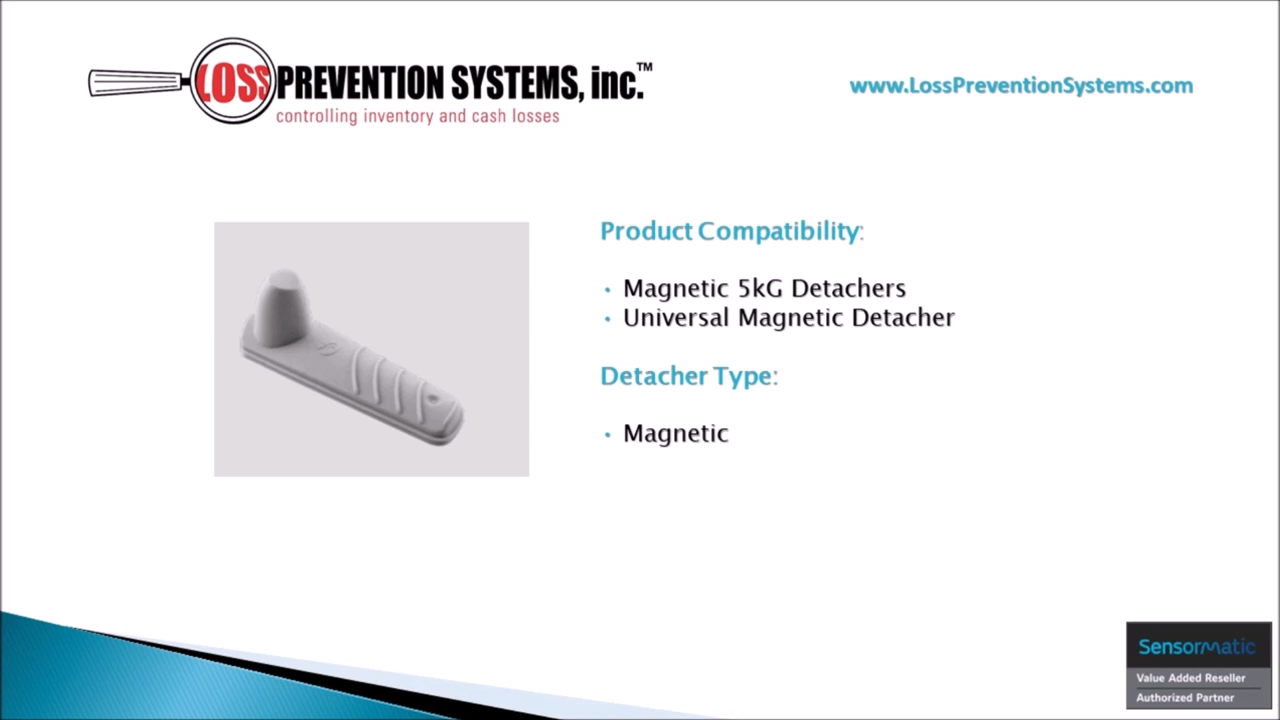 LOSS PREVENTION SYSTEMS, inc.™
controlling inventory and cash losses
www.LossPreventionSystems.com
Product Compatibility:
• Magnetic 5kG Detachers
• Universal Magnetic Detacher
Detacher Type:
• Magnetic
Sensormatic
Value Added Reseller
Authorized Partner